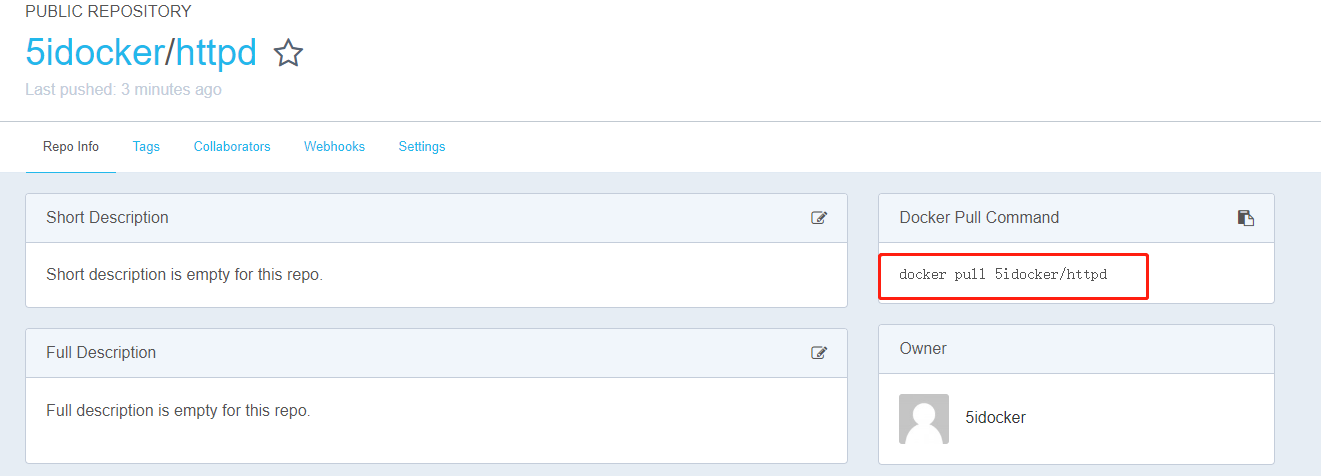 PUBLIC REPOSITORY
5idocker/httpd
Last pushed: 3 minutes ago
Repo Info Tags Collaborators Webhooks Settings
Short Description
Short description is empty for this repo.
Full Description
Full description is empty for this repo.
Docker Pull Command
docker pull 5idocker/httpd
Owner
5idocker